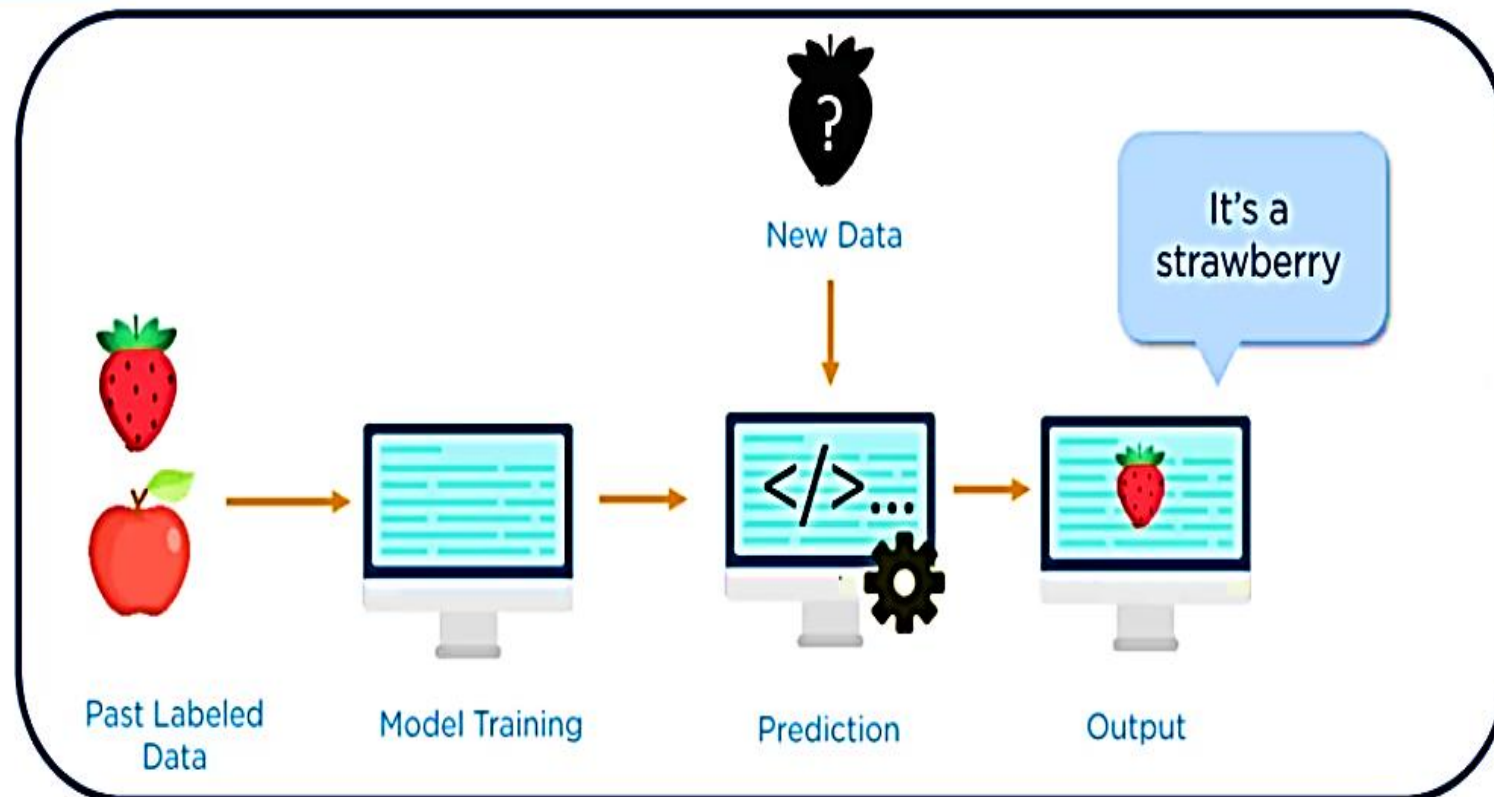 ?
New Data
It's a
strawberry
</>...
Past Labeled
Data
Model Training
Prediction
Output